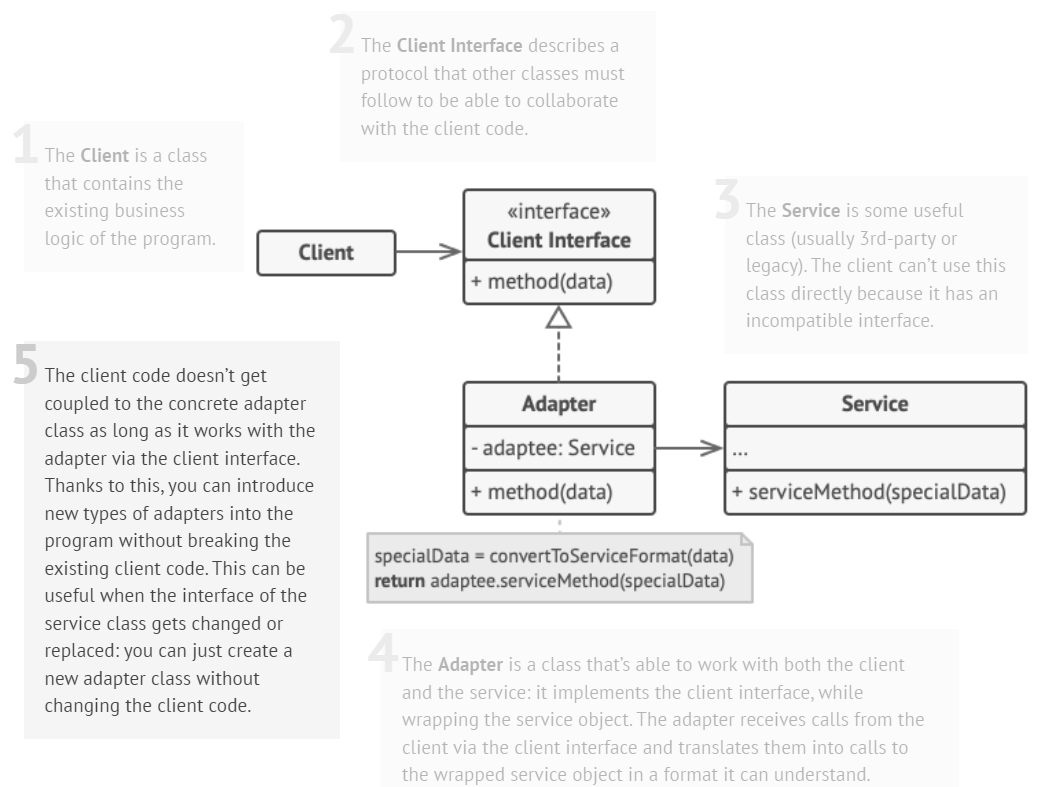 2
The Client Interface describes a
protocol that other classes must
follow to be able to collaborate
with the client code.
1
The Client is a class
that contains the
existing business
logic of the program.
3
The Service is some useful
class (usually 3rd-party or
legacy). The client can’t use this
class directly because it has an
incompatible interface.
Client
«interface»
Client Interface
+ method(data)
5
The client code doesn’t get
coupled to the concrete adapter
class as long as it works with the
adapter via the client interface.
Thanks to this, you can introduce
new types of adapters into the
program without breaking the
existing client code. This can be
useful when the interface of the
service class gets changed or
replaced: you can just create a
new adapter class without
changing the client code.
Adapter
- adaptee: Service
+ method(data)
Service
...
+ serviceMethod(specialData)
specialData = convertToServiceFormat(data)
return adaptee.serviceMethod(specialData)
4
The Adapter is a class that’s able to work with both the client
and the service: it implements the client interface, while
wrapping the service object. The adapter receives calls from the
client via the client interface and translates them into calls to
the wrapped service object in a format it can understand.